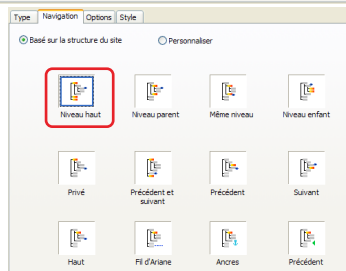 Type Navigation Options Style
Basé sur la structure du site Personnaliser
Niveau haut Niveau parent Même niveau Niveau enfant
Privé Précédent et suivant Précédent Suivant
Haut Fil d'Ariane Ancres Précédent